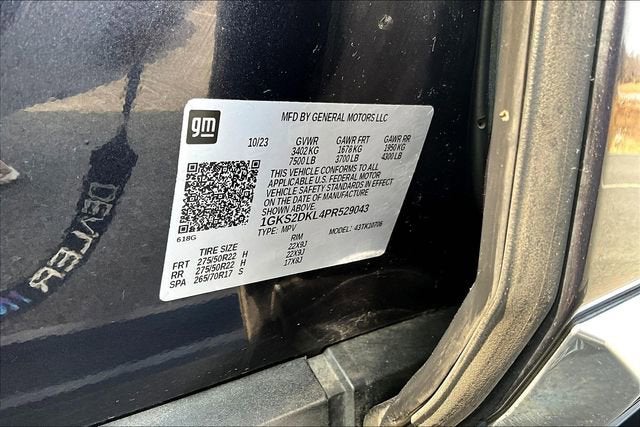 gm
MFD BY GENERAL MOTORS LLC
10/23 GVWR GAWR FRT GAWR RR
3402 KG 1678 KG 1950 KG
7500 LB 3700 LB 4300 LB
THIS VEHICLE CONFORMS TO ALL
APPLICABLE U.S. FEDERAL MOTOR
VEHICLE SAFETY STANDARDS IN EFFECT
ON THE DATE OF MANUFACTURE
SHOWN ABOVE.
1GKS2DKL4PR529043
TYPE: MPV MODEL: 4J7K10706
618G
TIRE SIZE RIM
FRT 275/50R22 H 22X9J
RR 275/50R22 H 22X9J
SPA 265/70R17 S 17X8J